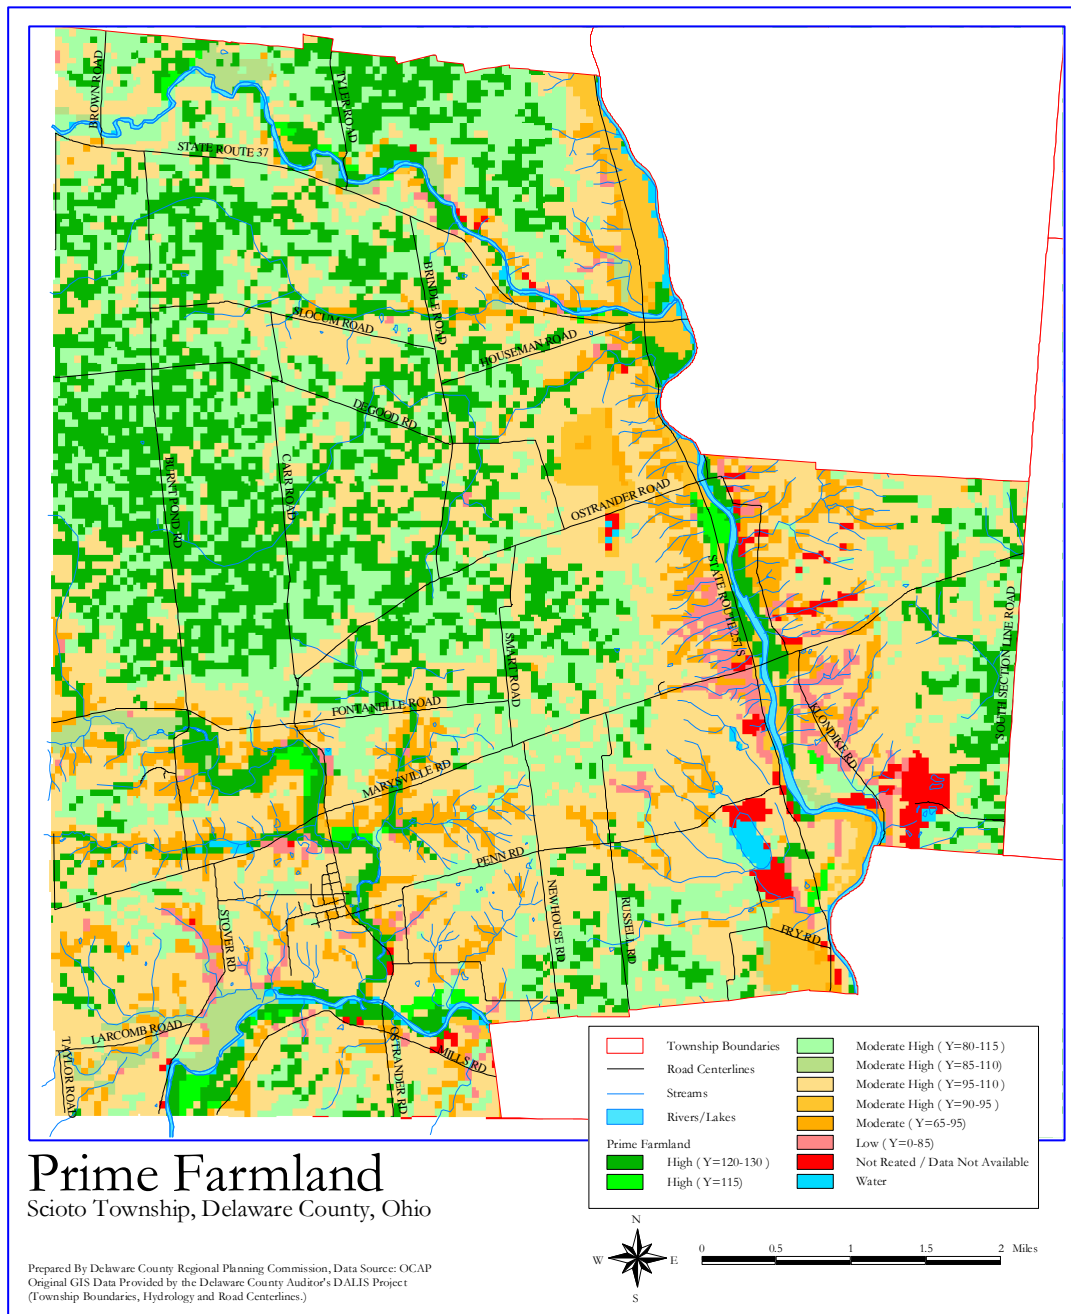 BROWN ROAD
TYLER ROAD
STATE ROUTE 37
BRINDLE ROAD
SLOCUM ROAD
HOUSEMAN ROAD
DEGOOD RD
BURNT POND RD
CARR ROAD
OSTRANDER ROAD
STATE ROUTE 257 S
SMART ROAD
SOUTH SECTION LINE ROAD
FONTANELLE ROAD
KLONDIKE RD
MARYSVILLE RD
PENN RD
NEWHOUSE RD
RUSSELL RD
STOVER RD
FRY RD
LARCOMB ROAD
TAYLOR ROAD
OSTRANDER RD
MILLS RD
Township Boundaries
Road Centerlines
Streams
Rivers/Lakes
Prime Farmland
High ( Y=120-130 )
High ( Y=115)
Moderate High ( Y=80-115 )
Moderate High ( Y=85-110)
Moderate High ( Y=95-110 )
Moderate High ( Y=90-95 )
Moderate ( Y=65-95)
Low ( Y=0-85)
Not Reated / Data Not Available
Water
Prime Farmland
Scioto Township, Delaware County, Ohio
N
W E
S
0 0.5 1 1.5 2 Miles
Prepared By Delaware County Regional Planning Commission, Data Source: OCAP
Original GIS Data Provided by the Delaware County Auditor's DALIS Project
(Township Boundaries, Hydrology and Road Centerlines.)